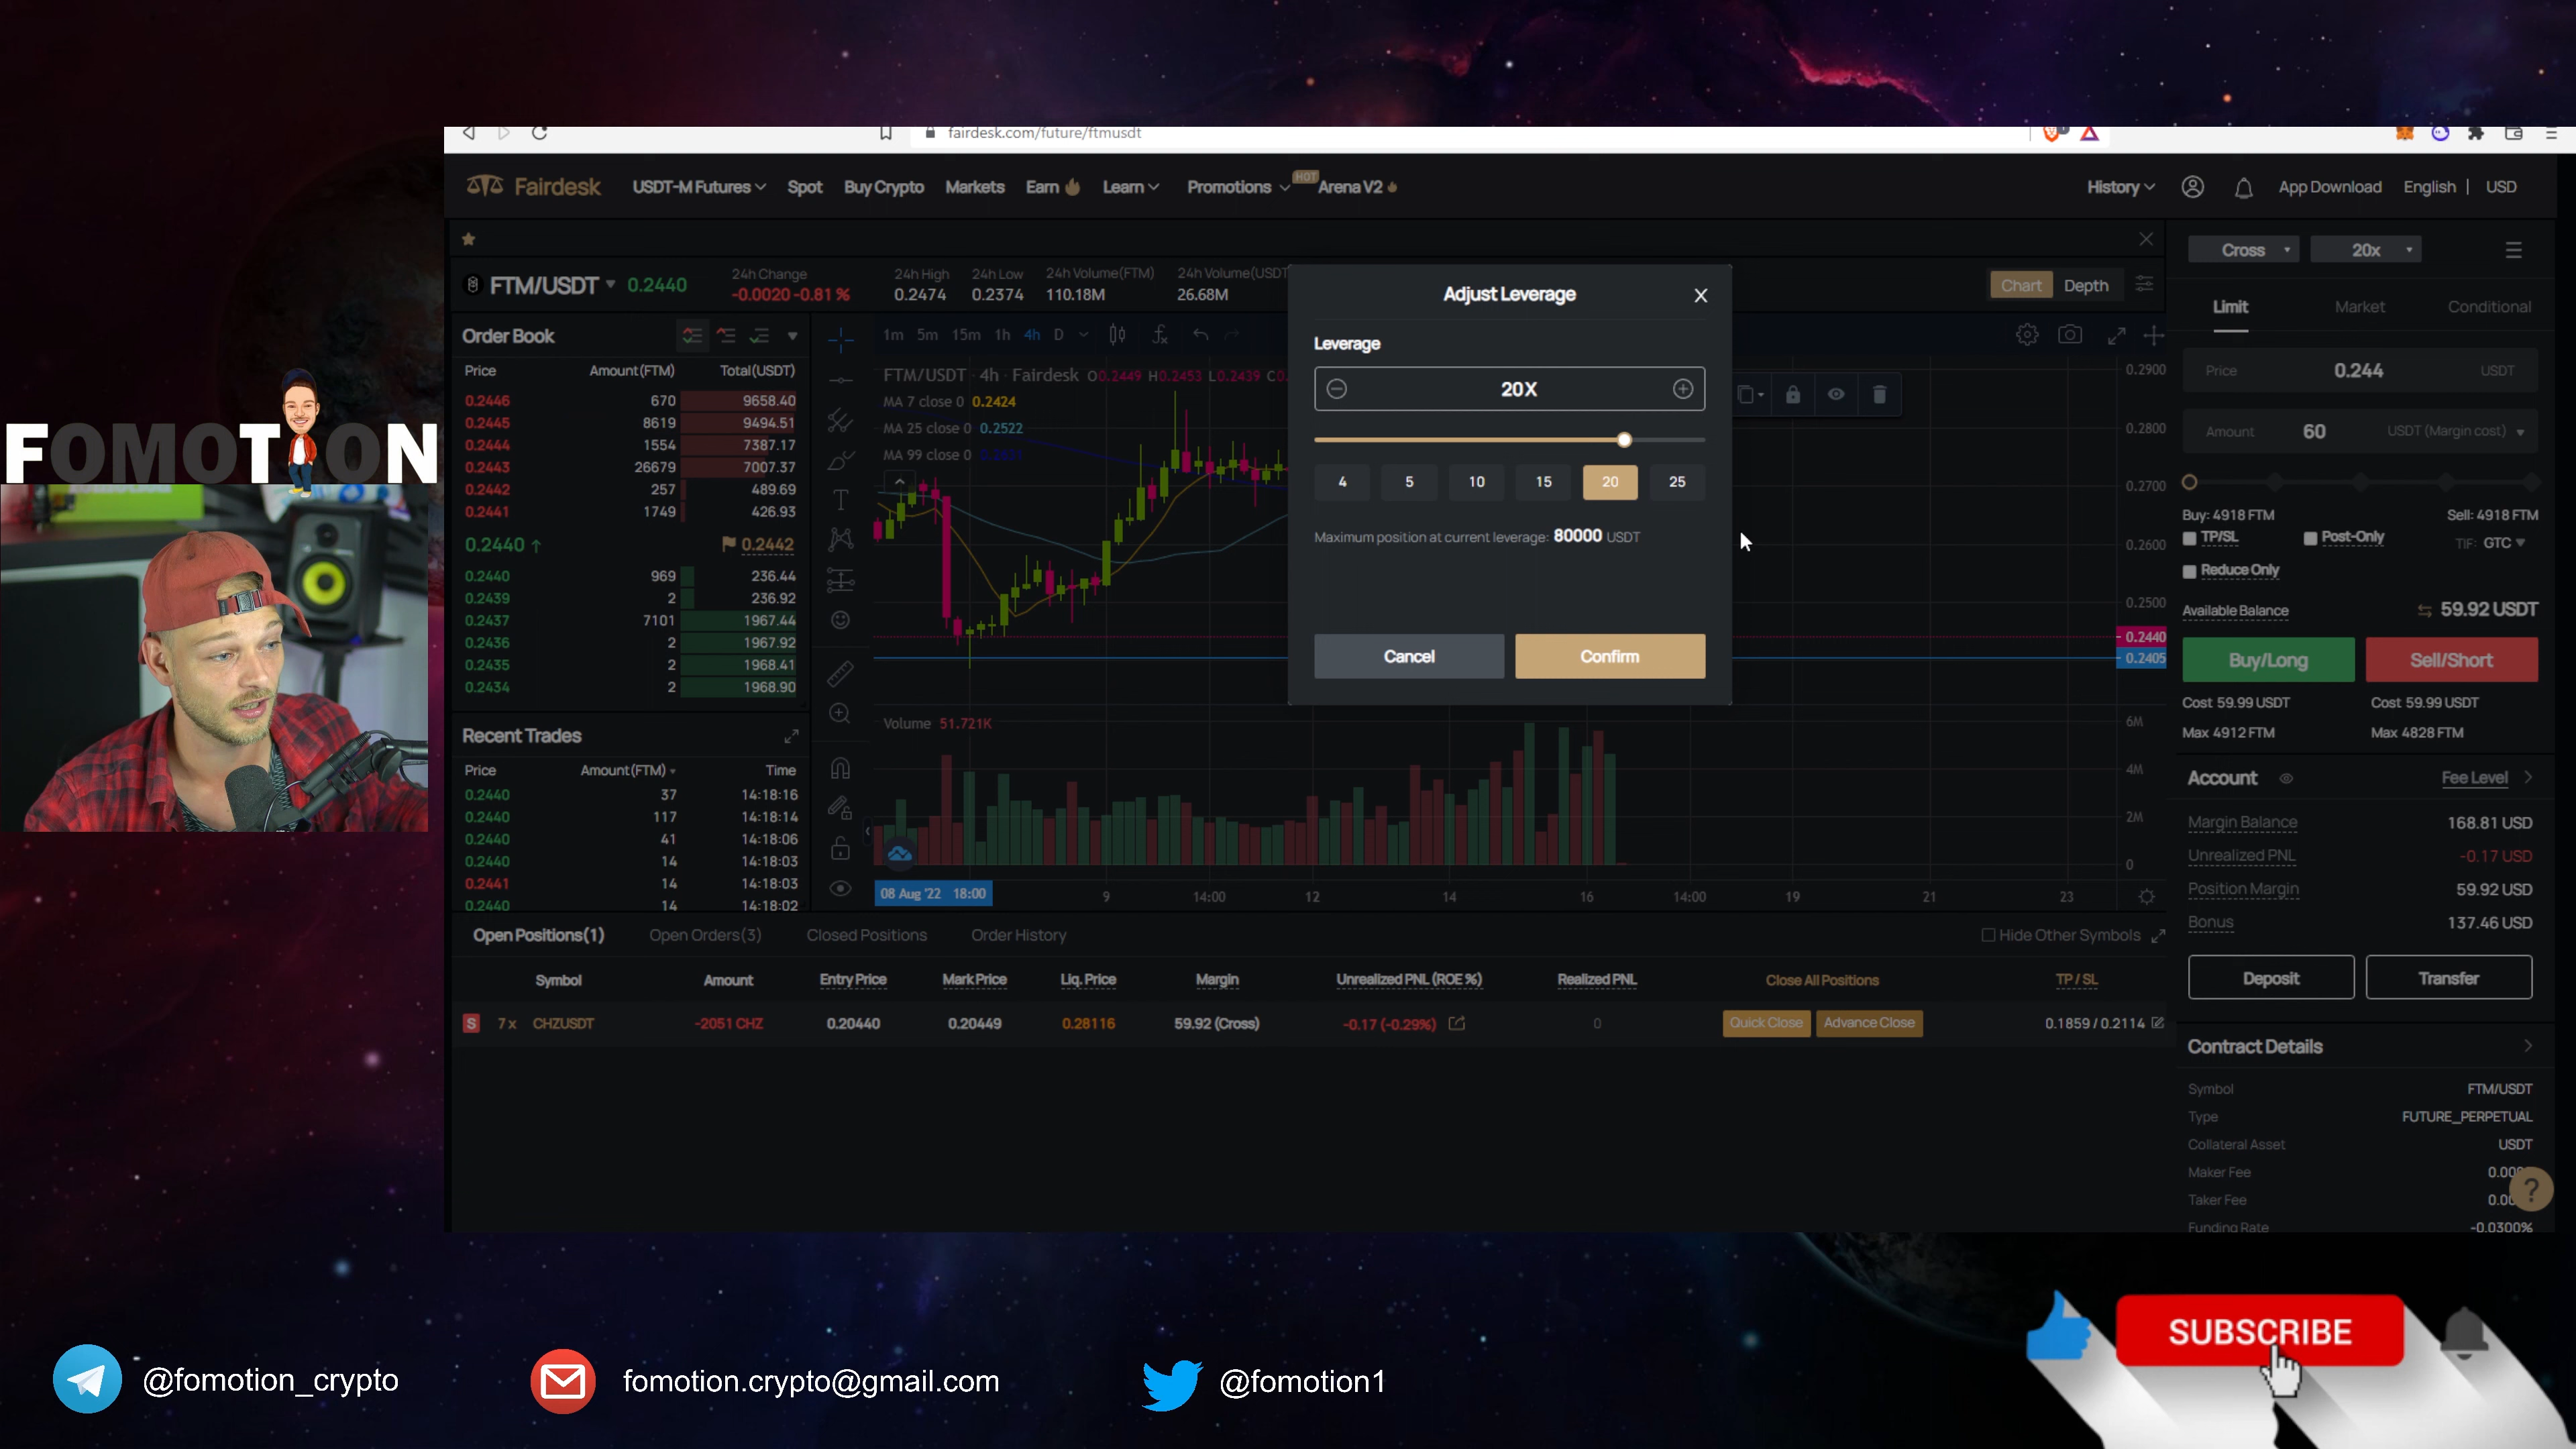 fairdesk.com/future/ftmusdt
Fairdesk USDT-M Futures Spot Buy Crypto Markets Earn Learn Promotions HOT Arena V2 History App Download English | USD
FTM/USDT 0.2440
24h Change
-0.0020 -0.81 %
24h High
0.2474
24h Low
0.2374
24h Volume(FTM)
110.18M
24h Volume(USDT
26.68M
Chart Depth
Order Book
Price Amount(FTM) Total(USDT)
0.2446 670 9658.40
0.2445 8619 9494.51
0.2444 1554 7387.17
0.2443 26679 7007.37
0.2442 257 489.69
0.2441 1749 426.93
0.2440 ↑ 0.2442
0.2440 969 236.44
0.2439 2 236.92
0.2437 7101 1967.44
0.2436 2 1967.92
0.2435 2 1968.41
0.2434 2 1968.90
Recent Trades
Price Amount(FTM) Time
0.2440 37 14:18:16
0.2440 117 14:18:14
0.2440 41 14:18:06
0.2440 14 14:18:03
0.2441 14 14:18:03
0.2440 14 14:18:02
1m 5m 15m 1h 4h D
FTM/USDT · 4h · Fairdesk O0.2449 H0.2453 L0.2439 C0.
MA 7 close 0 0.2424
MA 25 close 0 0.2522
MA 99 close 0
Volume 51.721K
0.2900
0.2800
0.2700
0.2600
0.2500
0.2440
0.2405
6M
4M
2M
0
08 Aug '22 18:00 9 14:00 12 14 16 14:00 19 21 23
Adjust Leverage X
Leverage
20X
4 5 10 15 20 25
Maximum position at current leverage: 80000 USDT
Cancel Confirm
Cross 20x
Limit Market Conditional
Price 0.244 USDT
Amount 60 USDT (Margin cost)
Buy: 4918 FTM Sell: 4918 FTM
TP/SL Post-Only TIF: GTC
Reduce Only
Available Balance 59.92 USDT
Buy/Long Sell/Short
Cost 59.99 USDT Cost 59.99 USDT
Max 4912 FTM Max 4828 FTM
Account Fee Level
Margin Balance 168.81 USD
Unrealized PNL -0.17 USD
Position Margin 59.92 USD
Bonus 137.46 USD
Deposit Transfer
Contract Details
Symbol FTM/USDT
Type FUTURE_PERPETUAL
Collateral Asset USDT
Maker Fee 0.00
Taker Fee 0.00
Funding Rate -0.0300%
?
Open Positions(1) Open Orders(3) Closed Positions Order History Hide Other Symbols
Symbol Amount Entry Price Mark Price Liq. Price Margin Unrealized PNL (ROE %) Realized PNL Close All Positions TP / SL
S 7 x CHZUSDT -2051 CHZ 0.20440 0.20449 0.28116 59.92 (Cross) -0.17 (-0.29%) 0 Quick Close Advance Close 0.1859 / 0.2114
FOMOTION
@fomotion_crypto
fomotion.crypto@gmail.com
@fomotion1
SUBSCRIBE